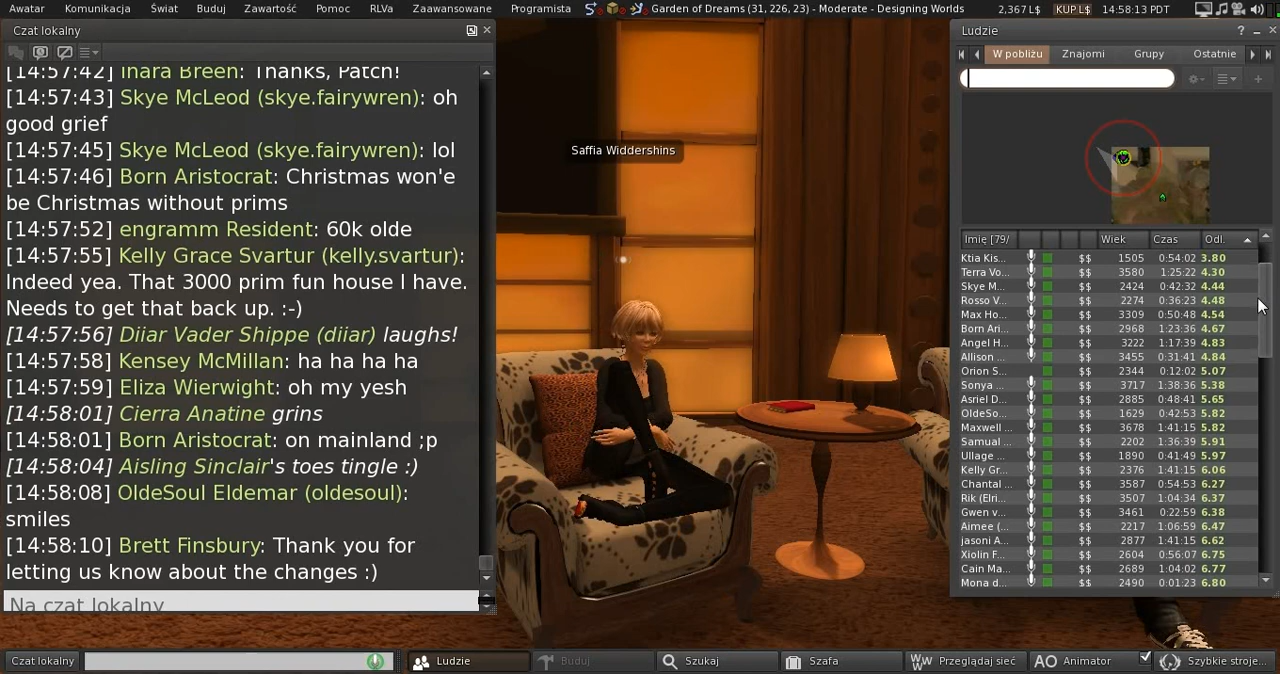 Awatar Komunikacja Świat Buduj Zawartość Pomoc RLVa Zaawansowane Programista Garden of Dreams (31, 226, 23) - Moderate - Designing Worlds 2,367 L$ KUP L$ 14:58:13 PDT
Czat lokalny
[14:57:42] Inara Breen: Thanks, Patch!
[14:57:43] Skye McLeod (skye.fairywren): oh
good grief
[14:57:45] Skye McLeod (skye.fairywren): lol
[14:57:46] Born Aristocrat: Christmas won'e
be Christmas without prims
[14:57:52] engramm Resident: 60k olde
[14:57:55] Kelly Grace Svartur (kelly.svartur):
Indeed yea. That 3000 prim fun house I have.
Needs to get that back up. :-)
[14:57:56] Diiar Vader Shippe (diiar) laughs!
[14:57:58] Kensey McMillan: ha ha ha ha
[14:57:59] Eliza Wierwight: oh my yesh
[14:58:01] Cierra Anatine grins
[14:58:01] Born Aristocrat: on mainland ;p
[14:58:04] Aisling Sinclair's toes tingle :)
[14:58:08] OldeSoul Eldemar (oldesoul):
smiles
[14:58:10] Brett Finsbury: Thank you for
letting us know about the changes :)
Na czat lokalny
Saffia Widdershins
Ludzie
W pobliżu Znajomi Grupy Ostatnie
Imię [79/ Wiek Czas Odl.
Ktia Kis... $$ 1505 0:54:02 3.80
Terra Vo... $$ 3580 1:25:22 4.30
Skye M... $$ 2424 0:42:32 4.44
Rosso V... $$ 2274 0:36:23 4.48
Max Ho... $$ 3309 0:50:48 4.54
Born Ari... $$ 2968 1:23:36 4.67
Angel H... $$ 3222 1:17:39 4.83
Allison ... $$ 3455 0:31:41 4.84
Orion S... $$ 2344 0:12:02 5.07
Sonya ... $$ 3717 1:38:36 5.38
Asriel D... $$ 2885 0:48:41 5.65
OldeSo... $$ 1629 0:42:53 5.82
Maxwell ... $$ 3678 1:41:15 5.82
Samual ... $$ 2202 1:36:39 5.91
Ullage ... $$ 1890 0:41:49 5.97
Kelly Gr... $$ 2376 1:41:15 6.06
Chantal ... $$ 3583 0:54:53 6.27
Rik (Elri... $$ 3507 1:04:34 6.37
Gwen v... $$ 3461 0:22:59 6.38
Aimee (... $$ 2217 1:06:59 6.47
jasoni A... $$ 2877 1:41:15 6.62
Xiolin F... $$ 2604 0:56:07 6.75
Cain Ma... $$ 2689 1:04:02 6.77
Mona d... $$ 2490 0:01:23 6.80
Czat lokalny Ludzie Buduj Szukaj Szafa Przeglądaj sieć AO Animator Szybkie stroje...